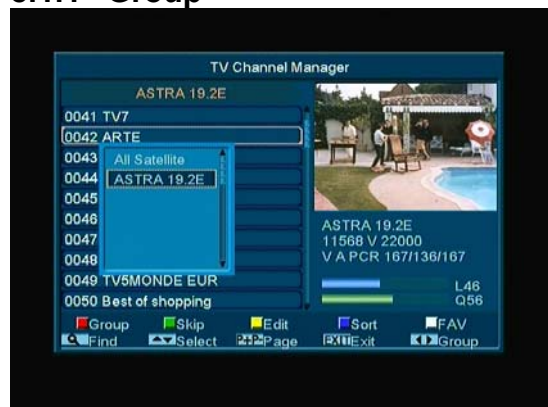 TV Channel Manager
ASTRA 19.2E
0041 TV7
0042 ARTE
0043
All Satellite
0044
ASTRA 19.2E
0045
0046
0047
0048
0049 TV5MONDE EUR
0050 Best of shopping
ASTRA 19.2E
11568 V 22000
V A PCR 167/136/167
L46
Q56
Group Skip Edit Sort FAV
Find Select P+P- Page EXIT Exit Group